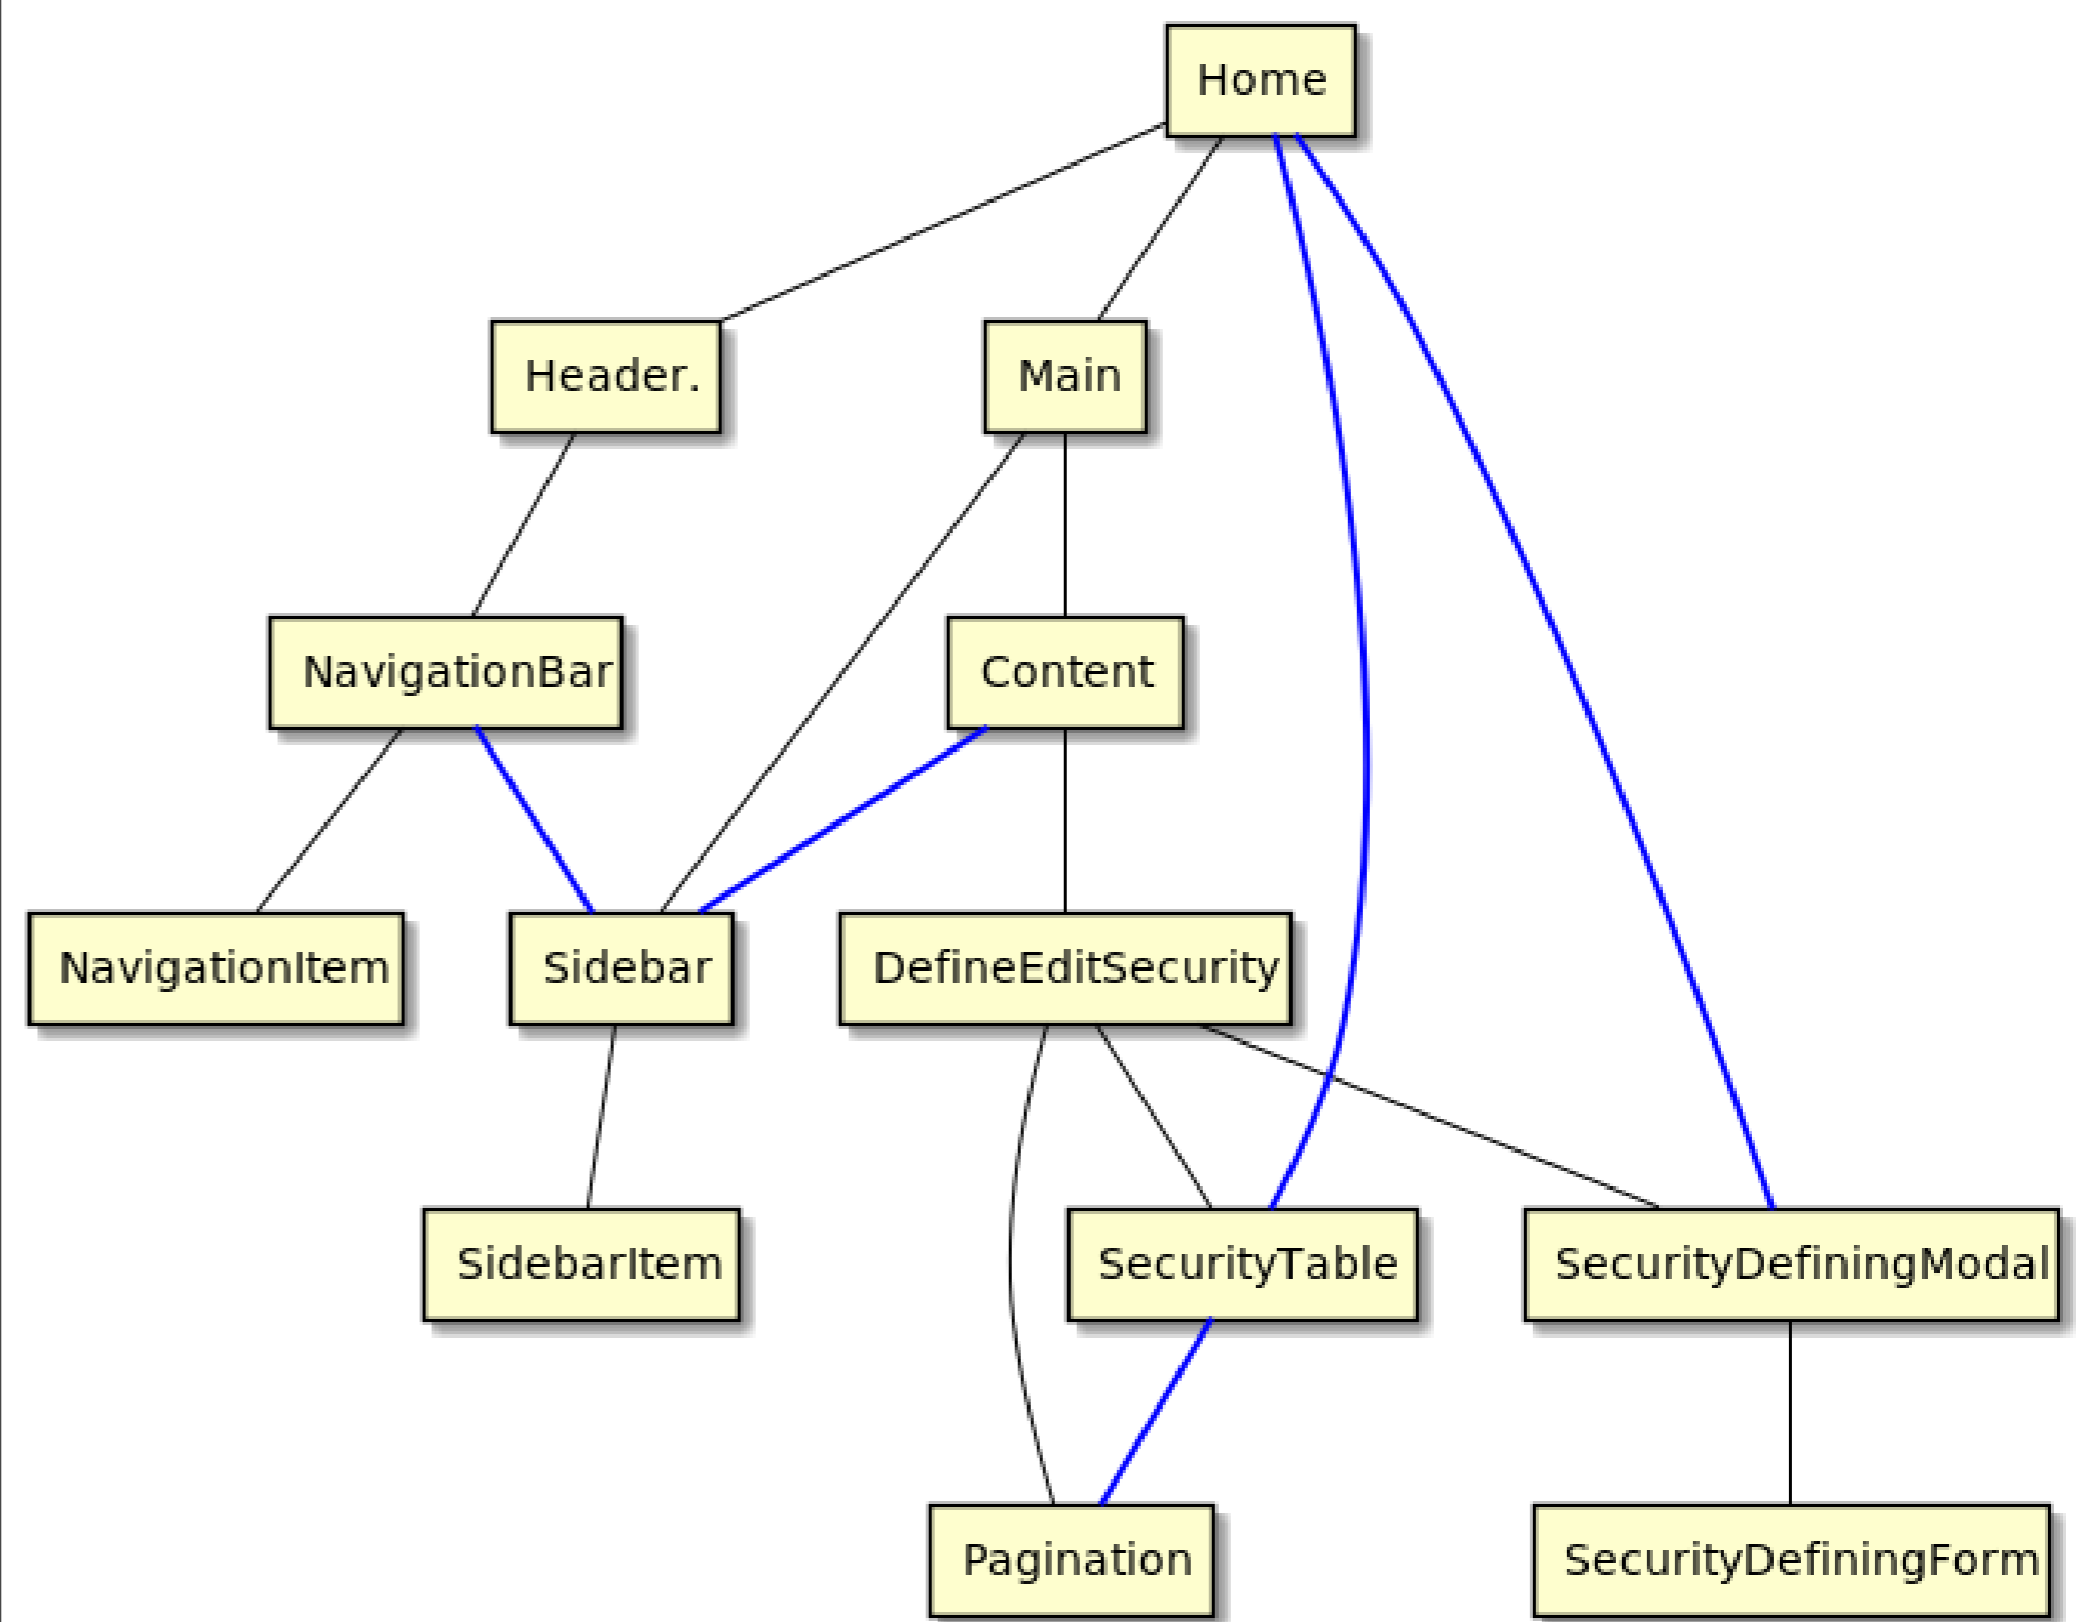 Home
Header.
Main
NavigationBar
Content
NavigationItem
Sidebar
DefineEditSecurity
SidebarItem
SecurityTable
SecurityDefiningModal
Pagination
SecurityDefiningForm